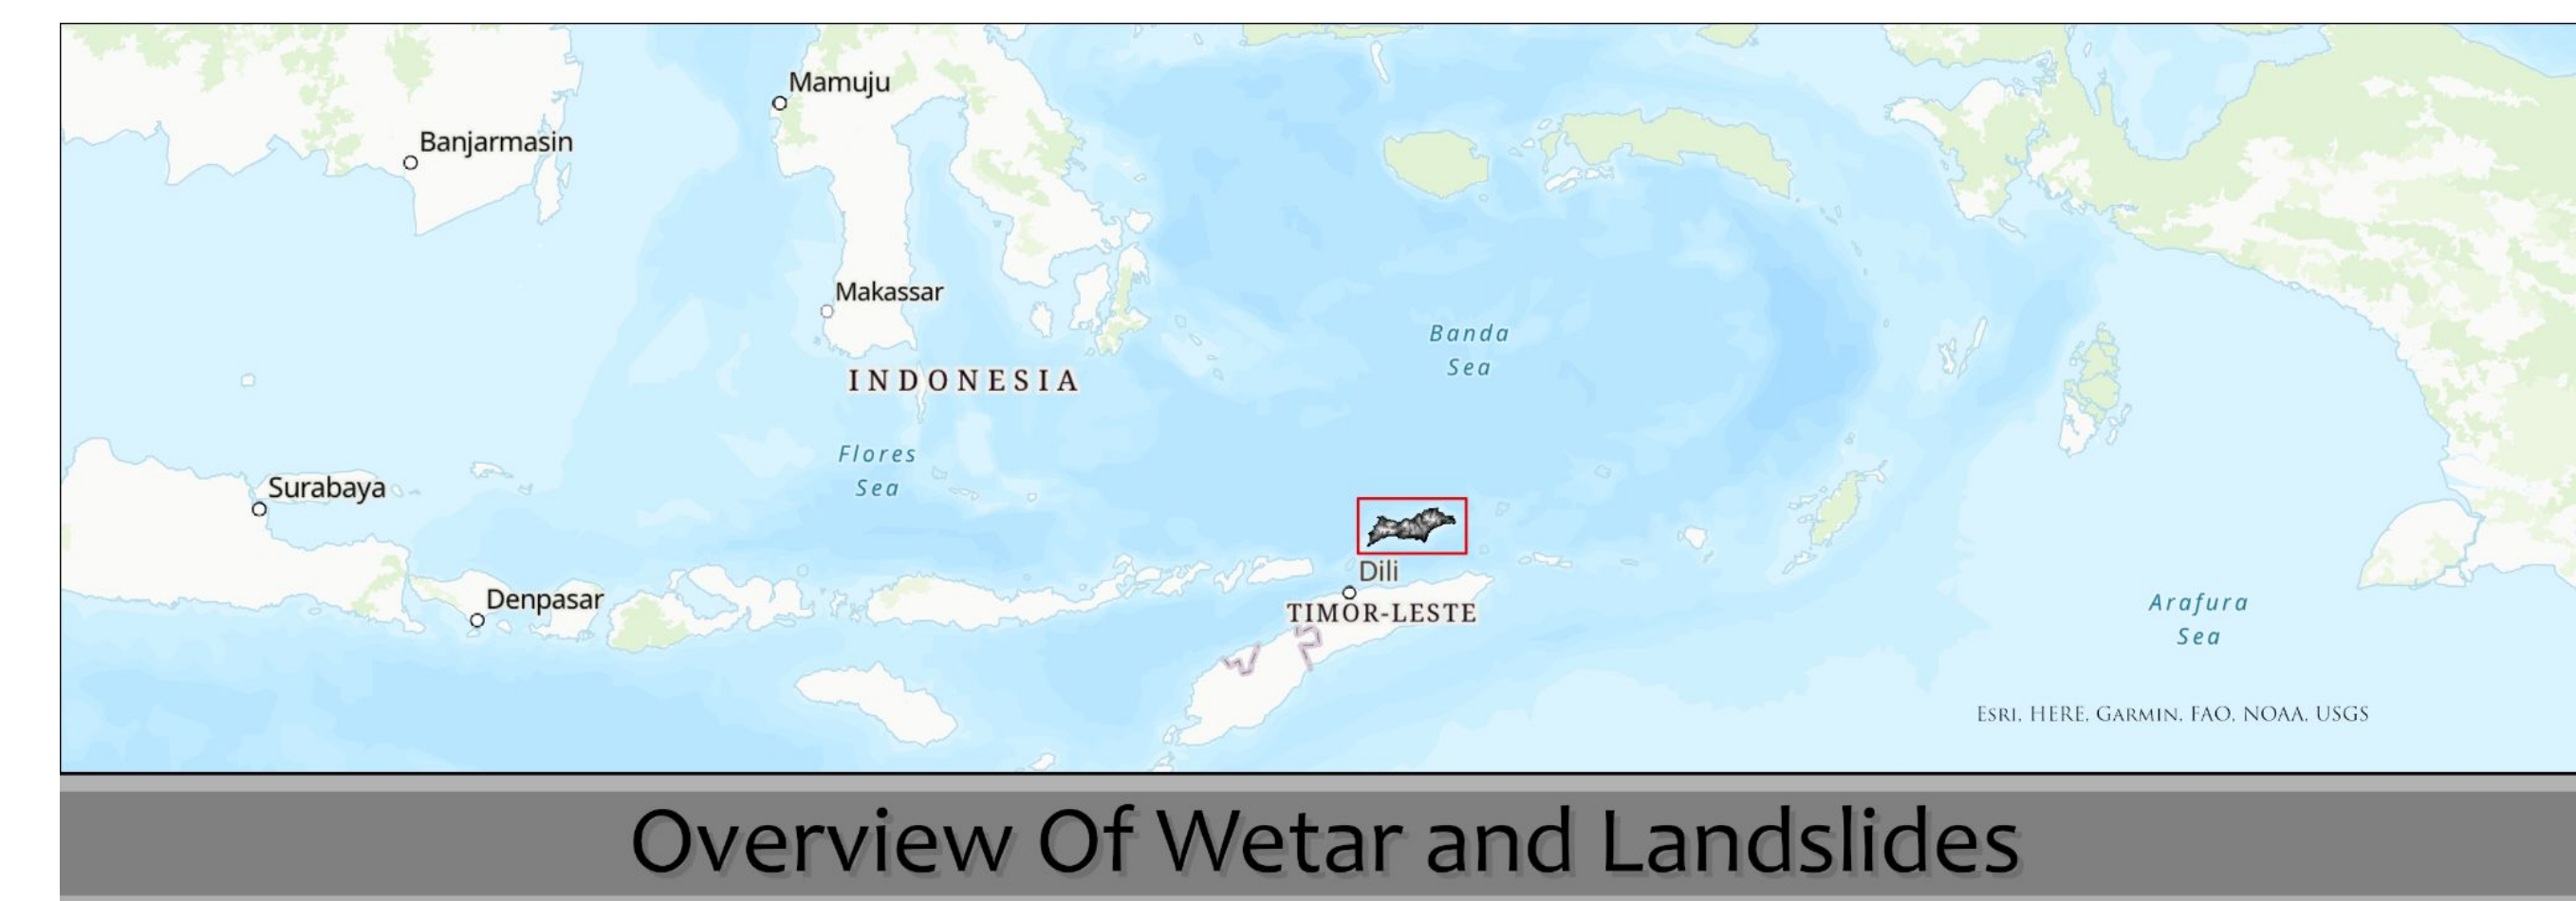 Mamuju
Banjarmasin
Makassar
Banda
Sea
INDONESIA
Flores
Sea
Surabaya
Dili
Denpasar
TIMOR-LESTE
Arafura
Sea
Esri, HERE, Garmin, FAO, NOAA, USGS
Overview Of Wetar and Landslides